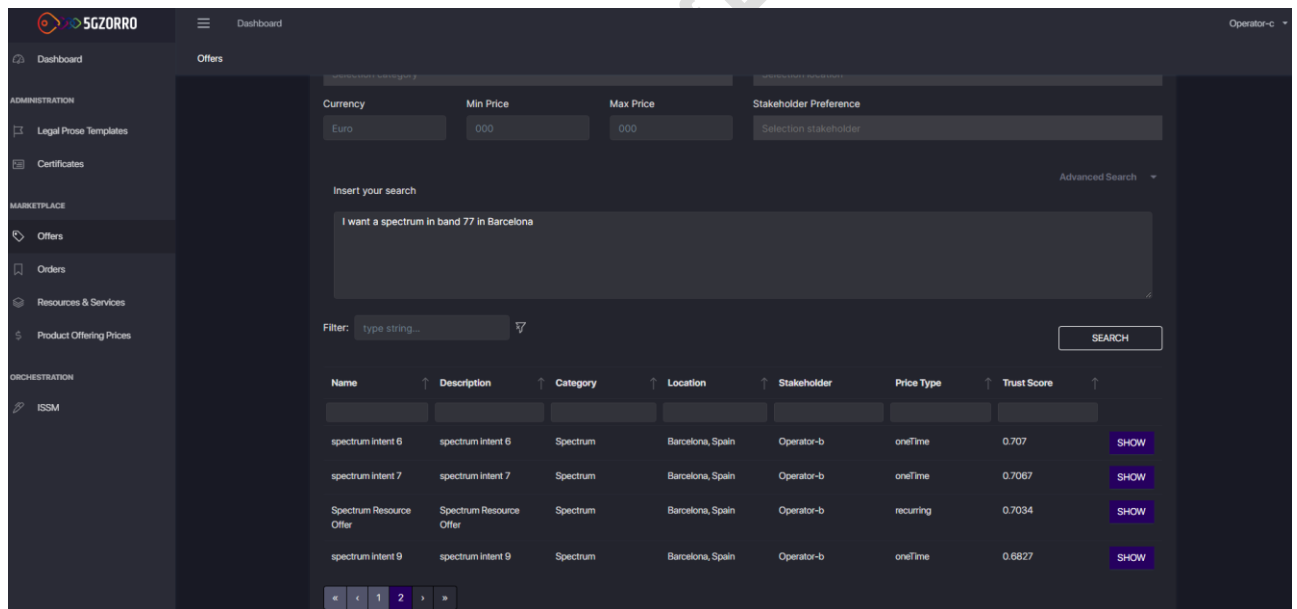 5GZORRO
Dashboard
Operator-c
Dashboard
Offers
ADMINISTRATION
Legal Prose Templates
Certificates
MARKETPLACE
Offers
Orders
Resources & Services
Product Offering Prices
ORCHESTRATION
ISSM
Selection category
Selection location
Currency
Min Price
Max Price
Stakeholder Preference
Euro
000
000
Selection stakeholder
Advanced Search
Insert your search
I want a spectrum in band 77 in Barcelona
Filter: type string...
SEARCH
Name Description Category Location Stakeholder Price Type Trust Score
spectrum intent 6 spectrum intent 6 Spectrum Barcelona, Spain Operator-b oneTime 0.707 SHOW
spectrum intent 7 spectrum intent 7 Spectrum Barcelona, Spain Operator-b oneTime 0.7067 SHOW
Spectrum Resource Offer Spectrum Resource Offer Spectrum Barcelona, Spain Operator-b recurring 0.7034 SHOW
spectrum intent 9 spectrum intent 9 Spectrum Barcelona, Spain Operator-b oneTime 0.6827 SHOW
« ‹ 1 2 › »